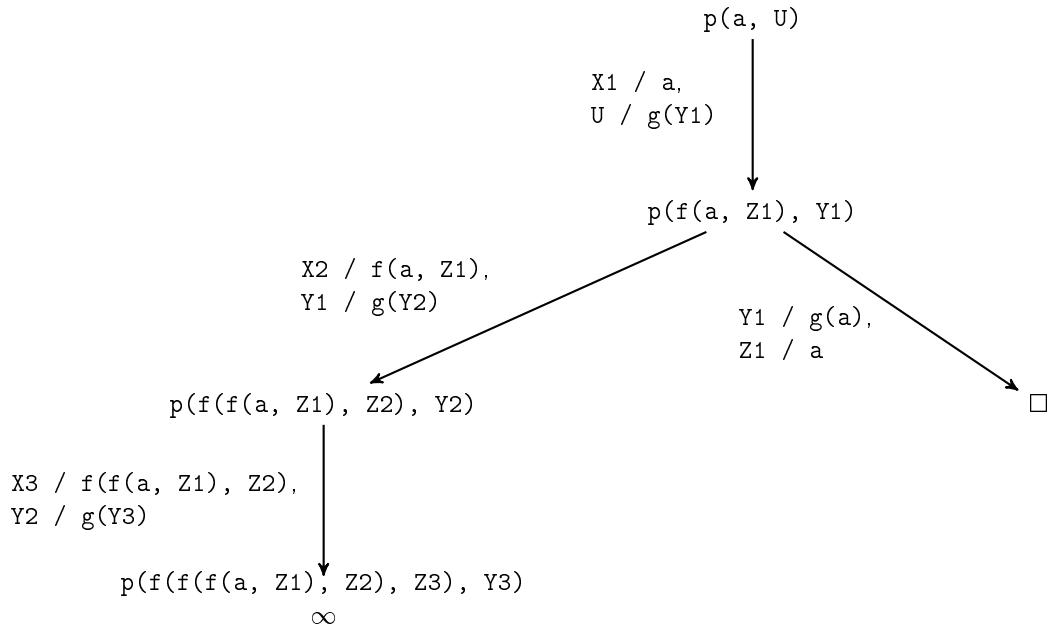 p(a, U)
X1 / a,
U / g(Y1)
p(f(a, Z1), Y1)
X2 / f(a, Z1),
Y1 / g(Y2)
Y1 / g(a),
Z1 / a
p(f(f(a, Z1), Z2), Y2)
□
X3 / f(f(a, Z1), Z2),
Y2 / g(Y3)
p(f(f(f(a, Z1), Z2), Z3), Y3)
∞